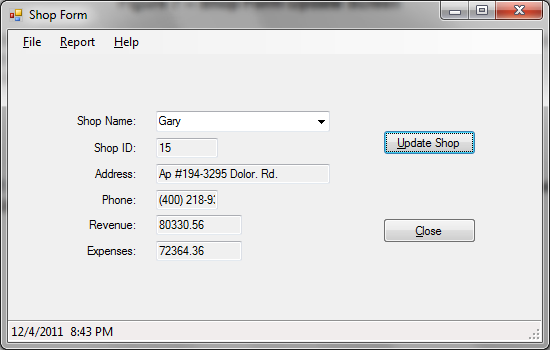 Shop Form
File Report Help
Shop Name: Gary
Shop ID: 15
Update Shop
Address: Ap #194-3295 Dolor. Rd.
Phone: (400) 218-9
Revenue: 80330.56
Close
Expenses: 72364.36
12/4/2011 8:43 PM